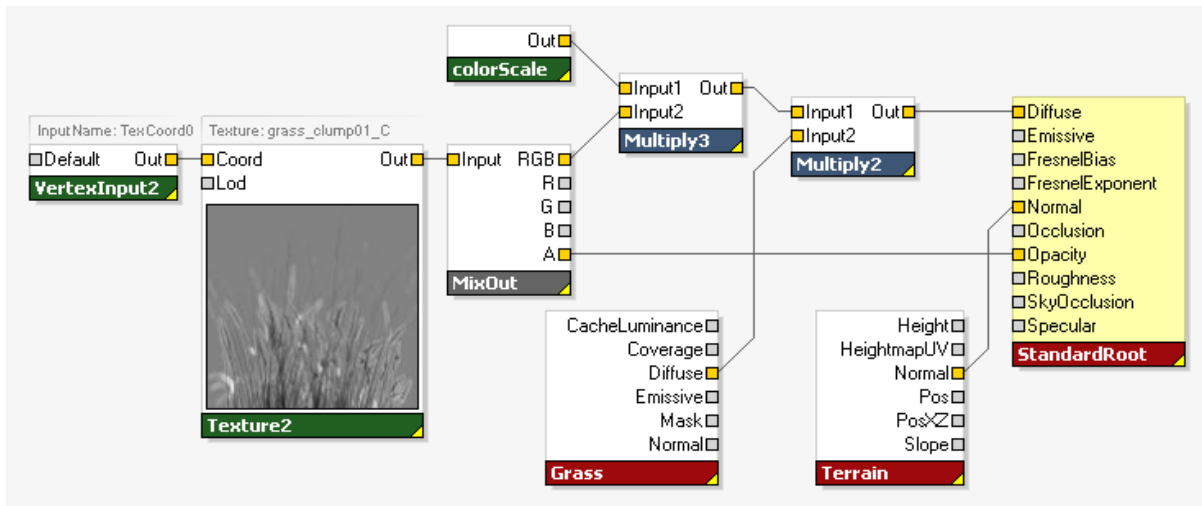 InputName: TexCoord0
Default Out
VertexInput2
Texture: grass_clump01_C
Coord Out
Lod
Texture2
Out
colorScale
Input RGB
R
G
B
A
MixOut
Input1 Out
Input2
Multiply3
Input1 Out
Input2
Multiply2
CacheLuminance
Coverage
Diffuse
Emissive
Mask
Normal
Grass
Height
HeightmapUV
Normal
Pos
PosXZ
Slope
Terrain
Diffuse
Emissive
FresnelBias
FresnelExponent
Normal
Occlusion
Opacity
Roughness
SkyOcclusion
Specular
StandardRoot